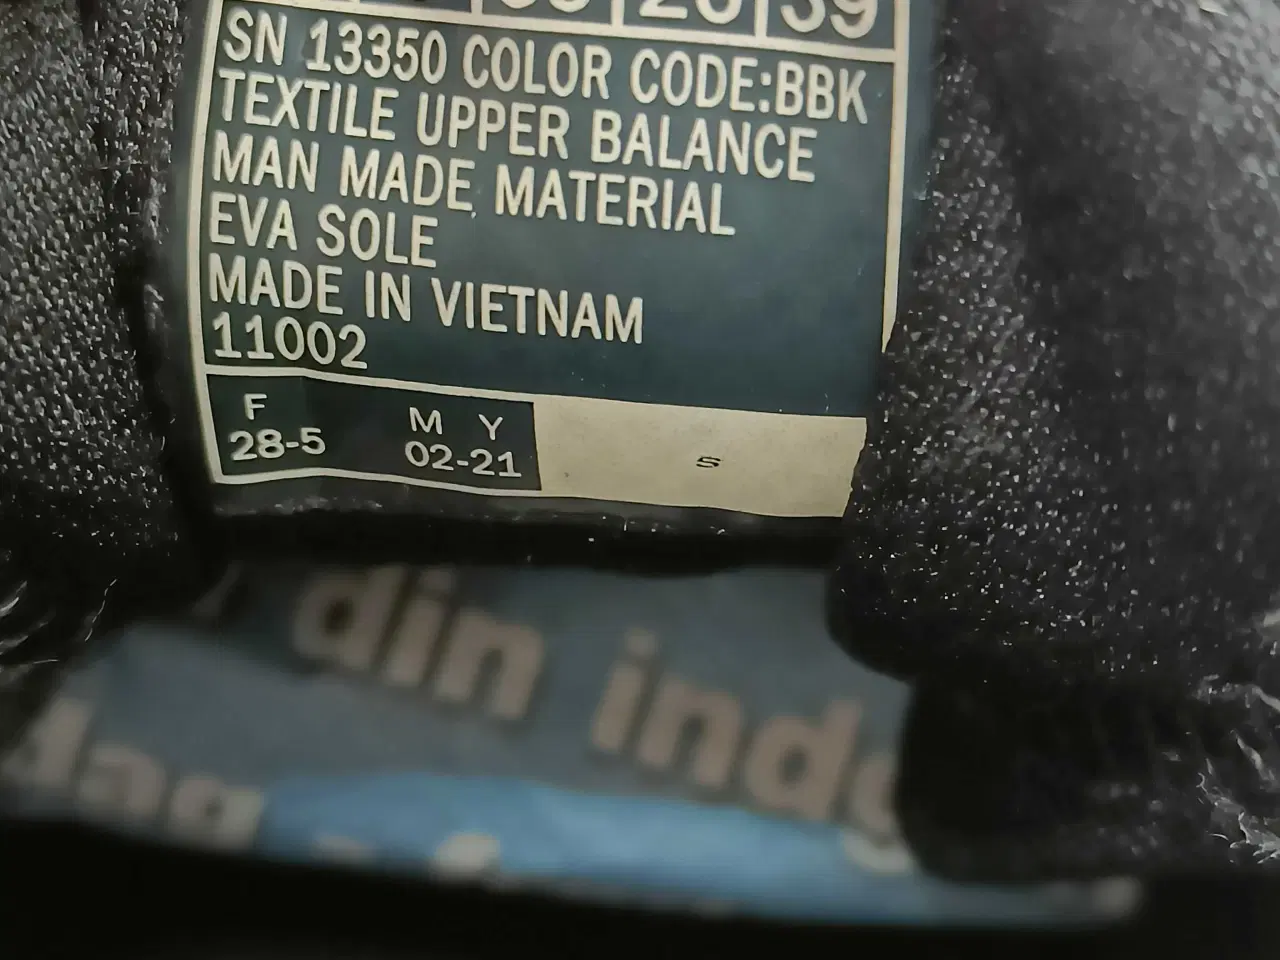 39
SN 13350 COLOR CODE:BBK
TEXTILE UPPER BALANCE
MAN MADE MATERIAL
EVA SOLE
MADE IN VIETNAM
11002
F M Y
28-5 02-21
S
din